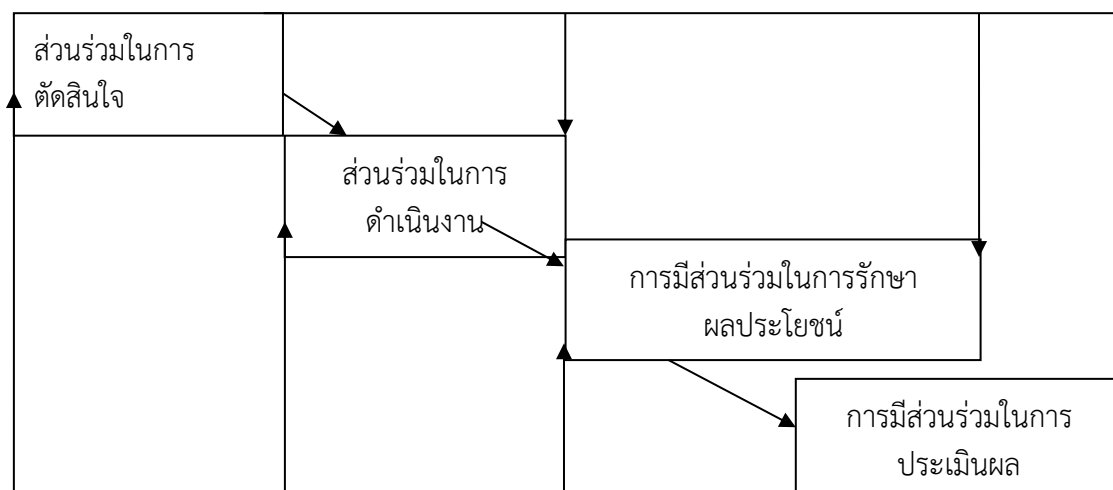 ส่วนร่วมในการ
ตัดสินใจ
ส่วนร่วมในการ
ดำเนินงาน
การมีส่วนร่วมในการรักษา
ผลประโยชน์
การมีส่วนร่วมในการ
ประเมินผล